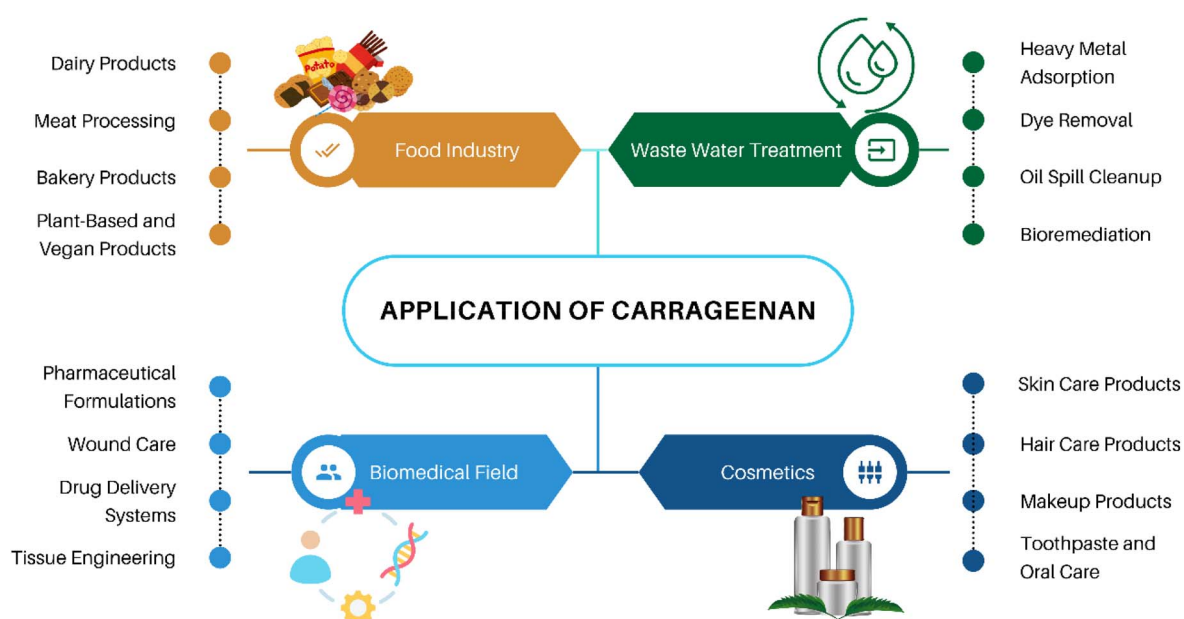 Dairy Products
Meat Processing
Bakery Products
Plant-Based and
Vegan Products
Potato
Food Industry
Waste Water Treatment
Heavy Metal
Adsorption
Dye Removal
Oil Spill Cleanup
Bioremediation
APPLICATION OF CARRAGEENAN
Pharmaceutical
Formulations
Wound Care
Drug Delivery
Systems
Tissue Engineering
Biomedical Field
Cosmetics
Skin Care Products
Hair Care Products
Makeup Products
Toothpaste and
Oral Care